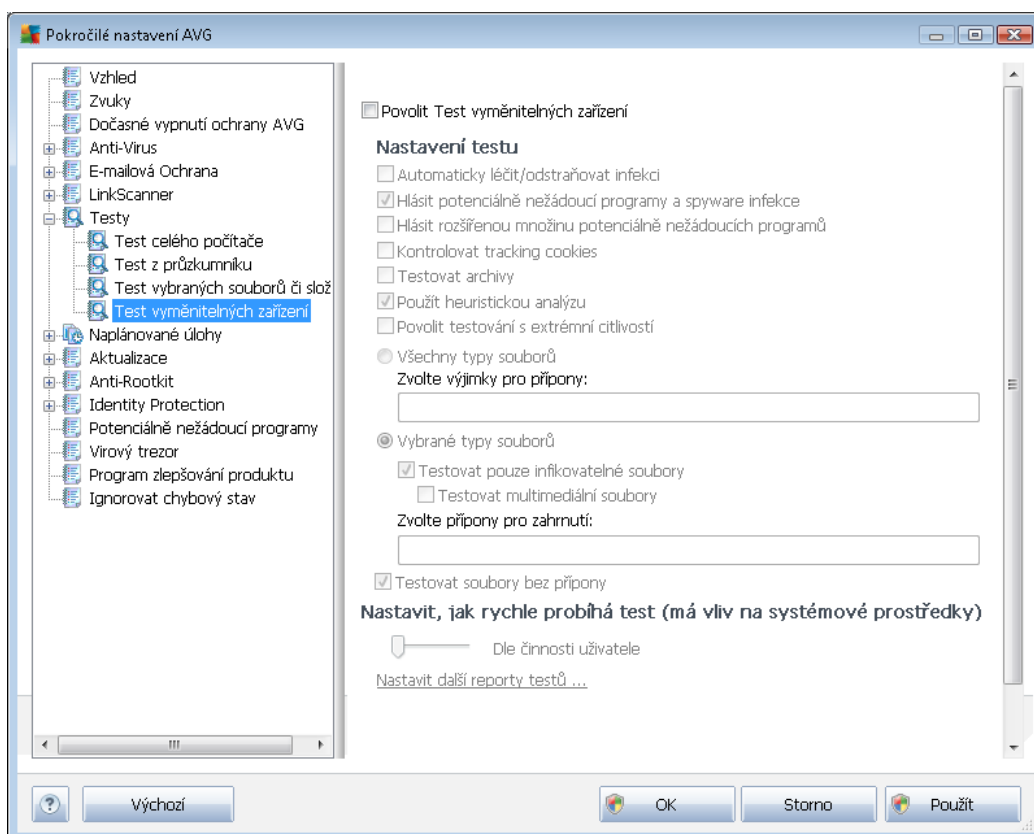 Pokročilé nastavení AVG
Vzhled
Zvuky
Dočasné vypnutí ochrany AVG
Anti-Virus
E-mailová Ochrana
LinkScanner
Testy
Test celého počítače
Test z průzkumníku
Test vybraných souborů či slož
Test vyměnitelných zařízení
Naplánované úlohy
Aktualizace
Anti-Rootkit
Identity Protection
Potenciálně nežádoucí programy
Virový trezor
Program zlepšování produktu
Ignorovat chybový stav
Povolit Test vyměnitelných zařízení
Nastavení testu
Automaticky léčit/odstraňovat infekci
Hlásit potenciálně nežádoucí programy a spyware infekce
Hlásit rozšířenou množinu potenciálně nežádoucích programů
Kontrolovat tracking cookies
Testovat archivy
Použít heuristickou analýzu
Povolit testování s extrémní citlivostí
Všechny typy souborů
Zvolte výjimky pro přípony:
Vybrané typy souborů
Testovat pouze infikovatelné soubory
Testovat multimediální soubory
Zvolte přípony pro zahrnutí:
Testovat soubory bez přípony
Nastavit, jak rychle probíhá test (má vliv na systémové prostředky)
Dle činnosti uživatele
Nastavit další reporty testů ...
? Výchozí OK Storno Použít